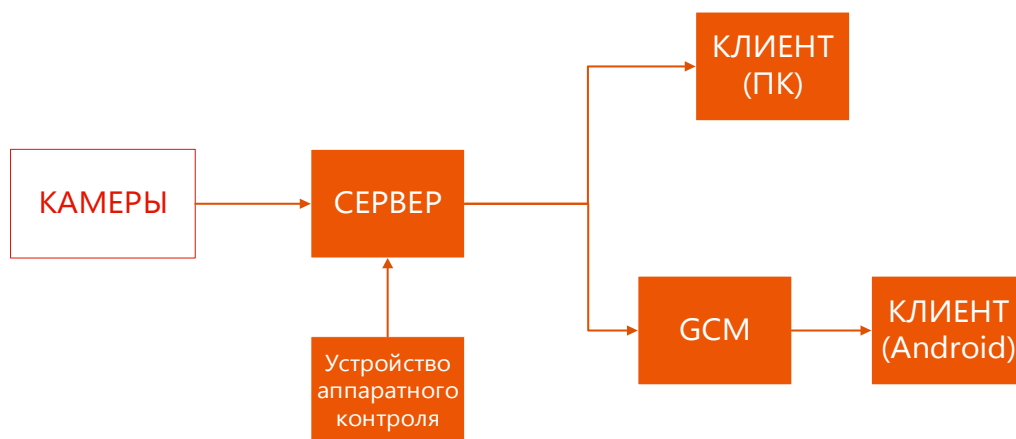 КЛИЕНТ
(ПК)
КАМЕРЫ
СЕРВЕР
GCM
КЛИЕНТ
(Android)
Устройство
аппаратного
контроля